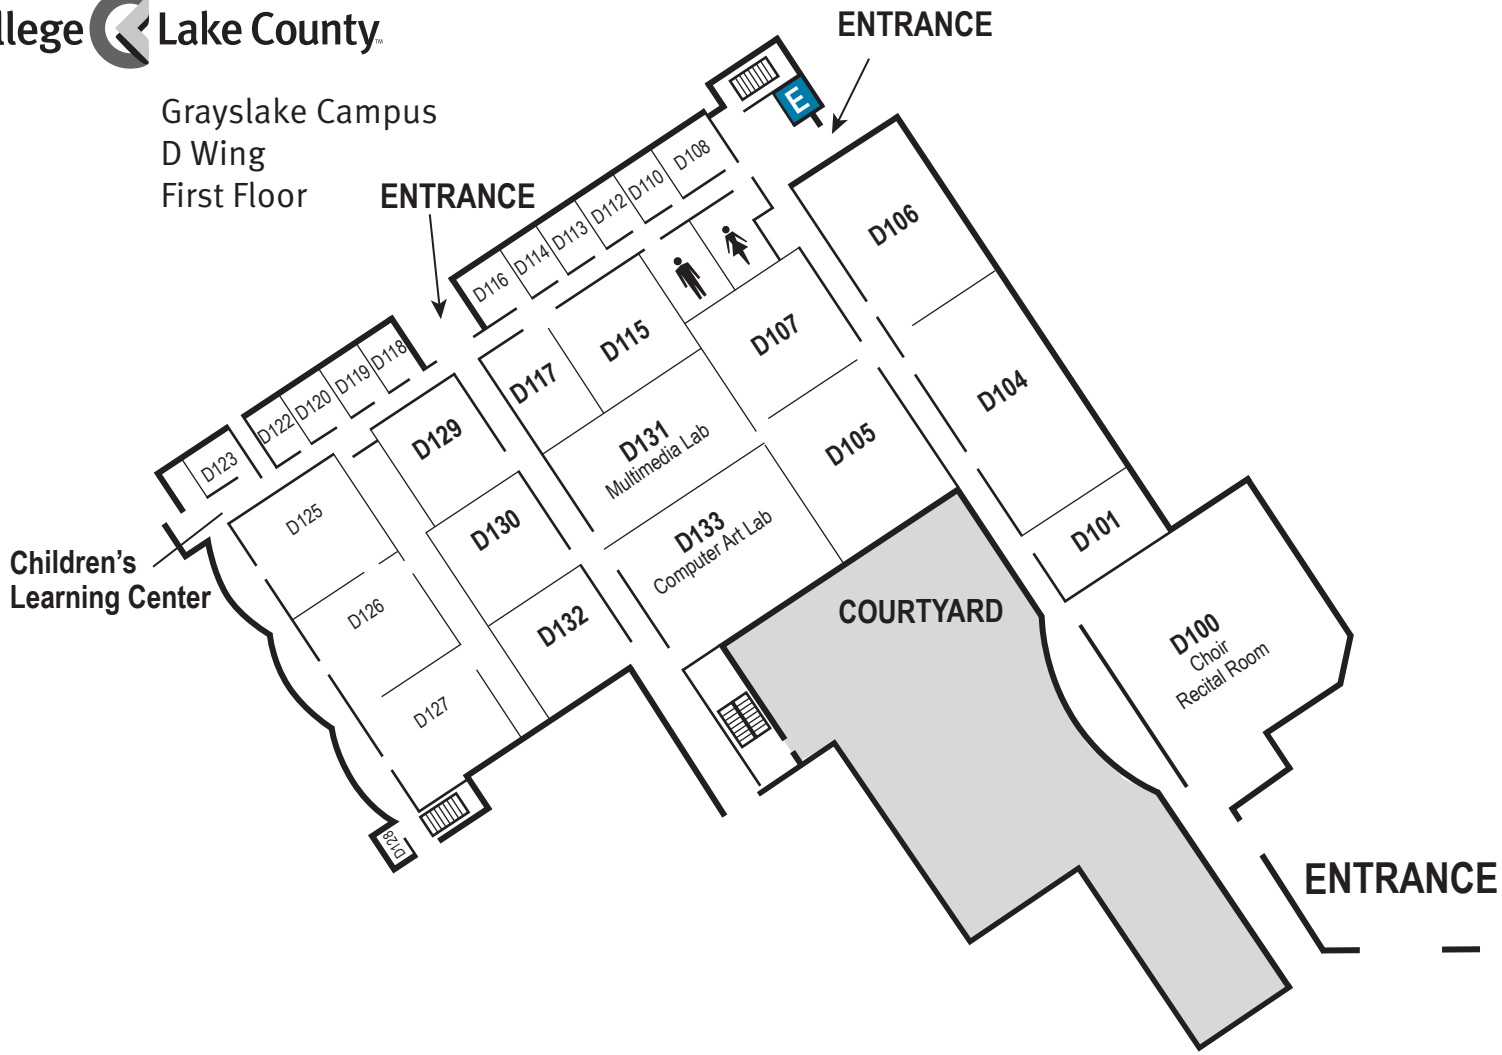 llege Lake County™
Grayslake Campus
D Wing
First Floor
ENTRANCE
ENTRANCE
E
D108
D110
D112
D113
D114
D116
D106
D115
D107
D117
D118
D119
D120
D122
D123
D104
D129
D131
Multimedia Lab
D105
D125
D130
D133
Computer Art Lab
D101
Children's
Learning Center
D126
D132
COURTYARD
D100
Choir
Recital Room
D127
D128
ENTRANCE